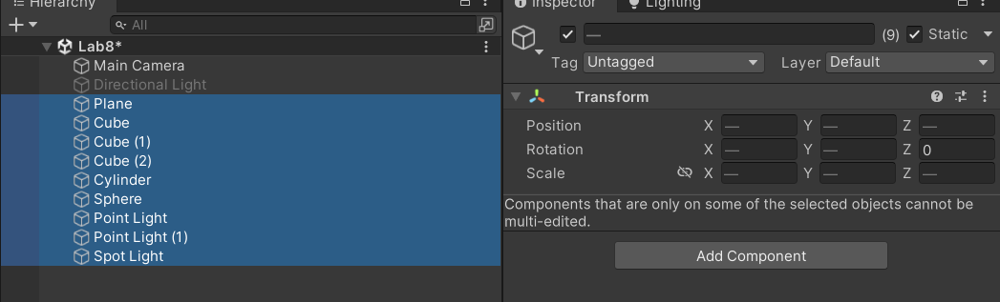 Hierarchy
All
Lab8*
Main Camera
Directional Light
Plane
Cube
Cube (1)
Cube (2)
Cylinder
Sphere
Point Light
Point Light (1)
Spot Light
Inspector Lighting
— (9) Static
Tag Untagged Layer Default
Transform
Position X — Y — Z —
Rotation X — Y — Z 0
Scale X — Y — Z —
Components that are only on some of the selected objects cannot be
multi-edited.
Add Component